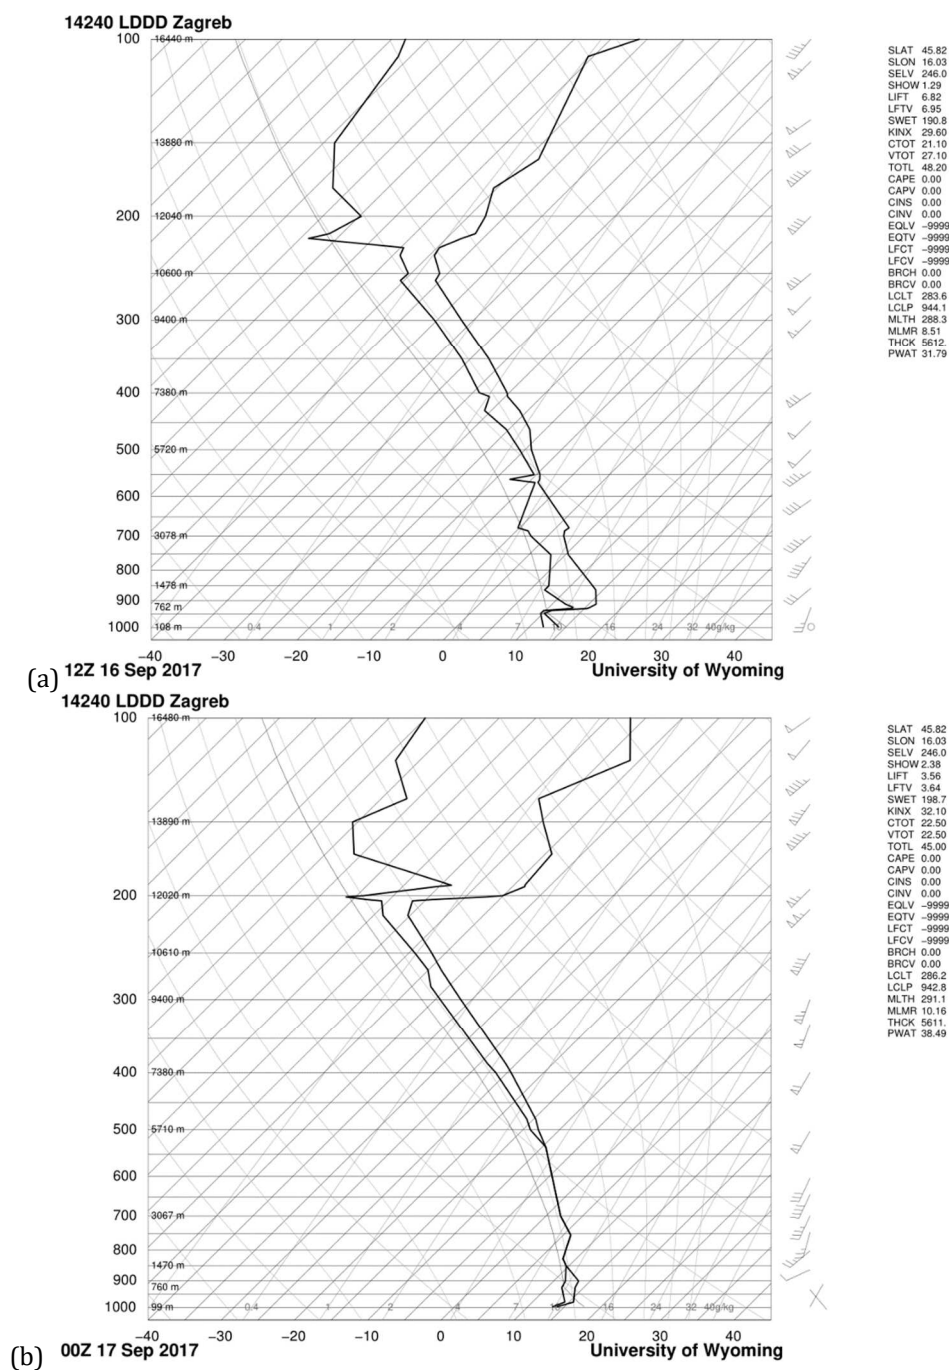 14240 LDDD Zagreb
100 16440 m
13880 m
200 12040 m
10600 m
300 9400 m
400 7380 m
500 5720 m
600
700 3078 m
800
1478 m
900
762 m
1000 108 m 0.4 1 2 4 7 10 16 24 32 40g/kg
−40 −30 −20 −10 0 10 20 30 40
(a) 12Z 16 Sep 2017 University of Wyoming
SLAT 45.82
SLON 16.03
SELV 246.0
SHOW 1.29
LIFT 6.82
LFTV 6.95
SWET 190.8
KINX 29.60
CTOT 21.10
VTOT 27.10
TOTL 48.20
CAPE 0.00
CAPV 0.00
CINS 0.00
CINV 0.00
EQLV −9999
EQTV −9999
LFCT −9999
LFCV −9999
BRCH 0.00
BRCV 0.00
LCLT 283.6
LCLP 944.1
MLTH 288.3
MLMR 8.51
THCK 5612.
PWAT 31.79
14240 LDDD Zagreb
100 16480 m
13890 m
200 12020 m
10610 m
300 9400 m
400 7380 m
500 5710 m
600
700 3067 m
800
1470 m
900
760 m
1000 99 m 0.4 1 2 4 7 16 24 32 40g/kg
−40 −30 −20 −10 0 10 20 30 40
(b) 00Z 17 Sep 2017 University of Wyoming
SLAT 45.82
SLON 16.03
SELV 246.0
SHOW 2.38
LIFT 3.56
LFTV 3.64
SWET 198.7
KINX 32.10
CTOT 22.50
VTOT 22.50
TOTL 45.00
CAPE 0.00
CAPV 0.00
CINS 0.00
CINV 0.00
EQLV −9999
EQTV −9999
LFCT −9999
LFCV −9999
BRCH 0.00
BRCV 0.00
LCLT 286.2
LCLP 942.8
MLTH 291.1
MLMR 10.16
THCK 5611.
PWAT 38.49